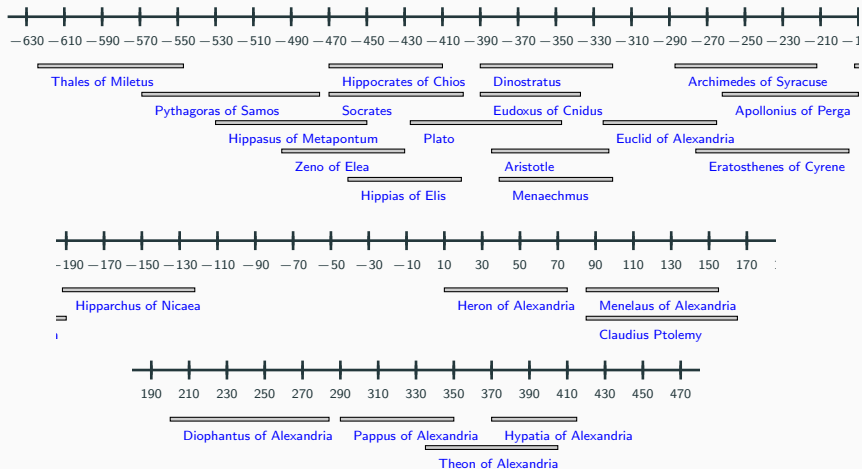 −630 −610 −590 −570 −550 −530 −510 −490 −470 −450 −430 −410 −390 −370 −350 −330 −310 −290 −270 −250 −230 −210
Thales of Miletus Hippocrates of Chios Dinostratus Archimedes of Syracuse
Pythagoras of Samos Socrates Eudoxus of Cnidus Apollonius of Perga
Hippasus of Metapontum Plato Euclid of Alexandria
Zeno of Elea Aristotle Eratosthenes of Cyrene
Hippias of Elis Menaechmus
−190 −170 −150 −130 −110 −90 −70 −50 −30 −10 10 30 50 70 90 110 130 150 170
Hipparchus of Nicaea Heron of Alexandria Menelaus of Alexandria
Claudius Ptolemy
190 210 230 250 270 290 310 330 350 370 390 410 430 450 470
Diophantus of Alexandria Pappus of Alexandria Hypatia of Alexandria
Theon of Alexandria